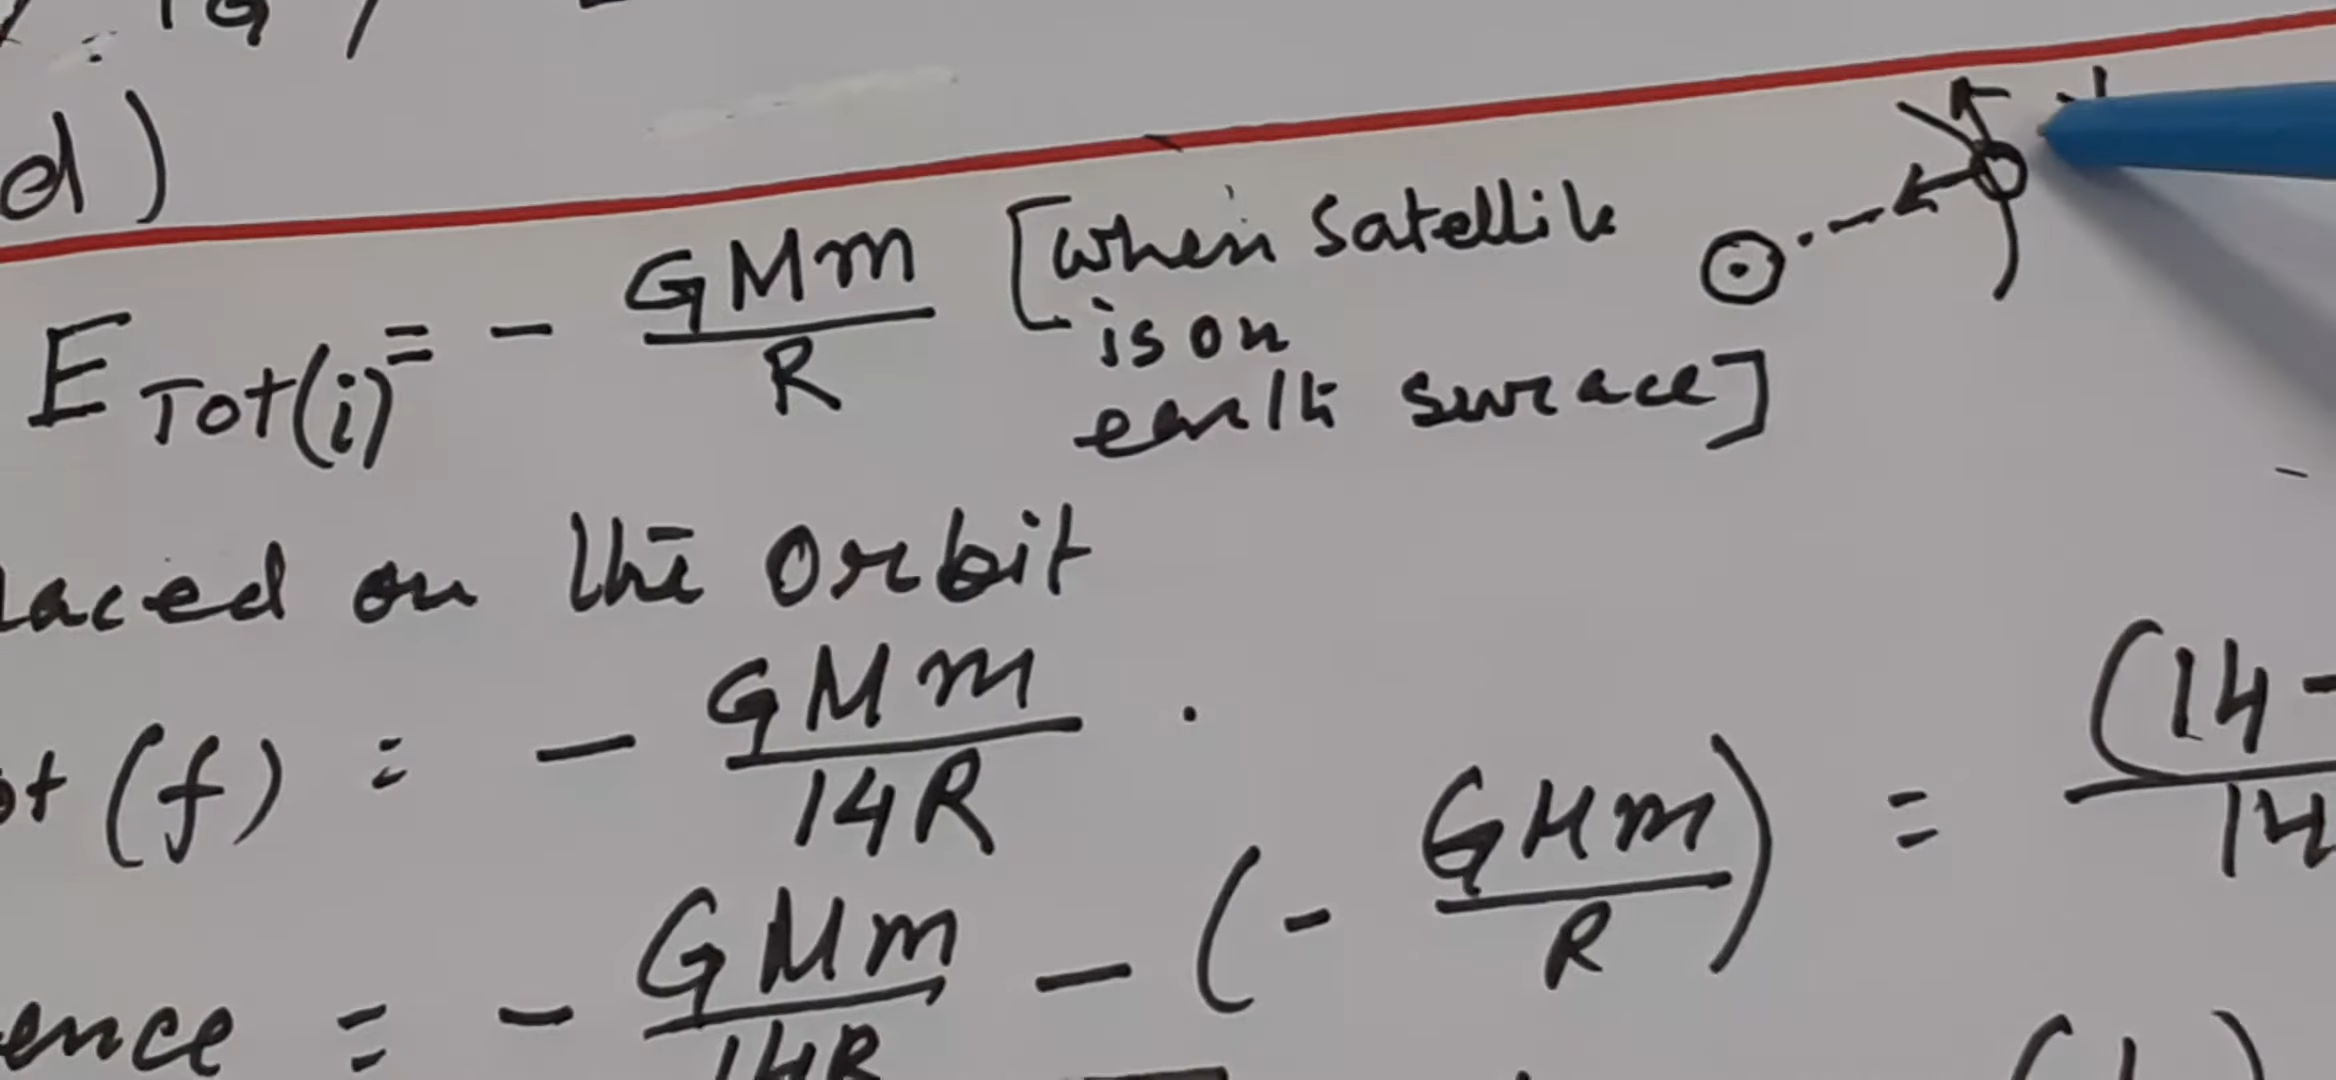 d)
E Tot(i) = - GMm/R [when satellite
is on
earth surface]
laced on the orbit
ot (f) = - GMm/14R .
ence = - GMm/14R - (- GMm/R) = (14-/14